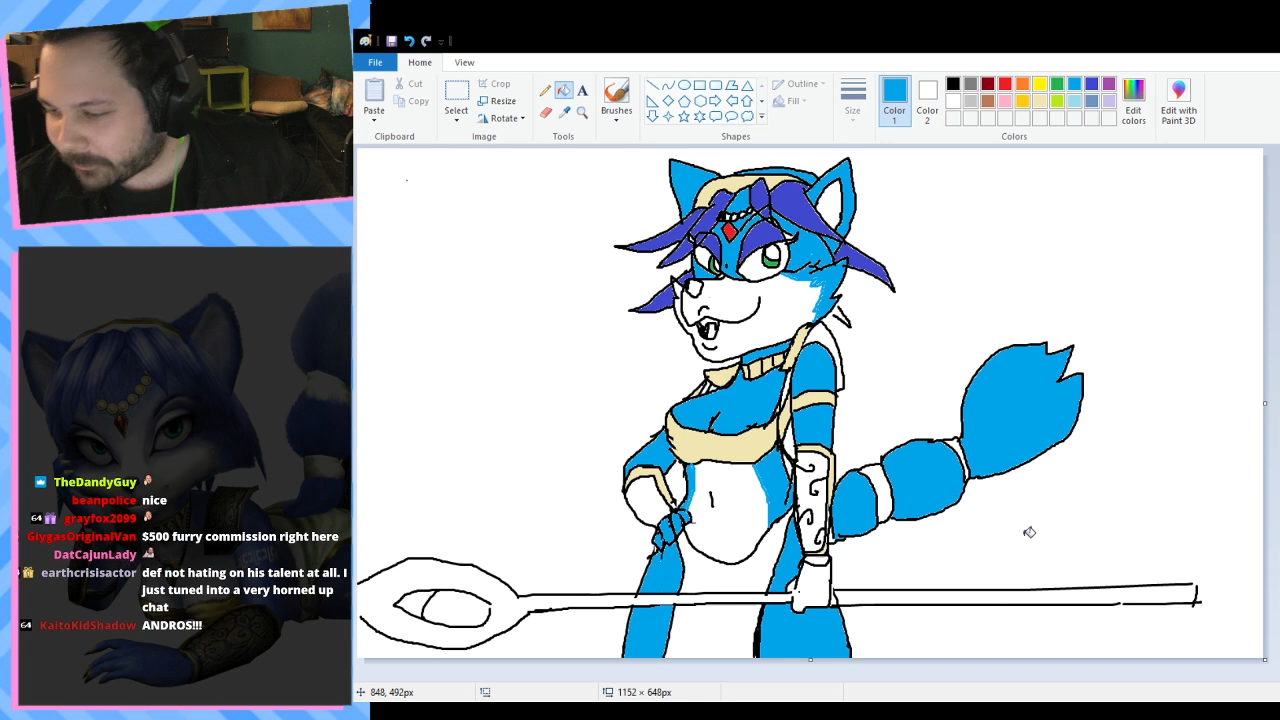 File
Home
View
Paste
Cut
Copy
Clipboard
Select
Crop
Resize
Rotate
Image
A
Tools
Brushes
Shapes
Outline
Fill
Size
Color
1
Color
2
Colors
Edit
colors
Edit with
Paint 3D
TheDandyGuy
beanpolice nice
64 grayfox2099
GiygasOriginalVan
$500 furry commission right here
DatCajunLady
earthcrisisactor def not hating on his talent at all. I
just tuned into a very horned up
chat
64 KaitoKidShadow ANDROS!!!
848, 492px
1152 × 648px